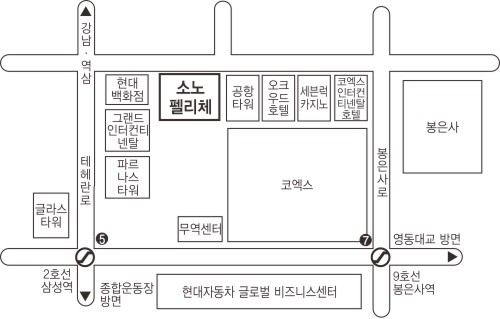 강남·역삼
현대
백화점
소노
펠리체
공항
타워
오크
우드
호텔
세븐럭
카지노
코엑스
인터컨
티넨탈
호텔
봉은사
그랜드
인터컨티
넨탈
테헤란로
파르
나스
타워
코엑스
봉은사로
글라스
타워
무역센터
5
7
영동대교 방면
2호선
삼성역
종합운동장
방면
현대자동차 글로벌 비즈니스센터
9호선
봉은사역